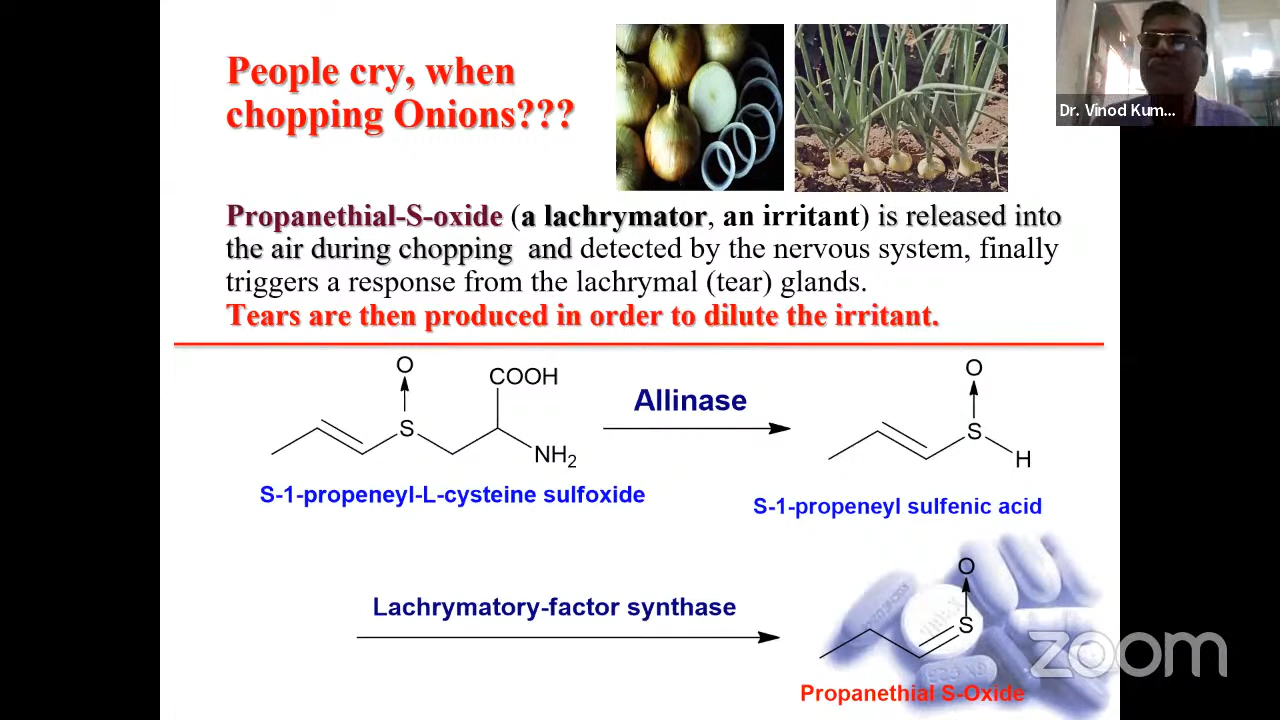 People cry, when
chopping Onions???
Dr. Vinod Kum...
Propanethial-S-oxide (a lachrymator, an irritant) is released into
the air during chopping and detected by the nervous system, finally
triggers a response from the lachrymal (tear) glands.
Tears are then produced in order to dilute the irritant.
O
COOH
S
NH2
S-1-propeneyl-L-cysteine sulfoxide
Allinase
O
S
H
S-1-propeneyl sulfenic acid
Lachrymatory-factor synthase
O
S
Propanethial S-Oxide
zoom